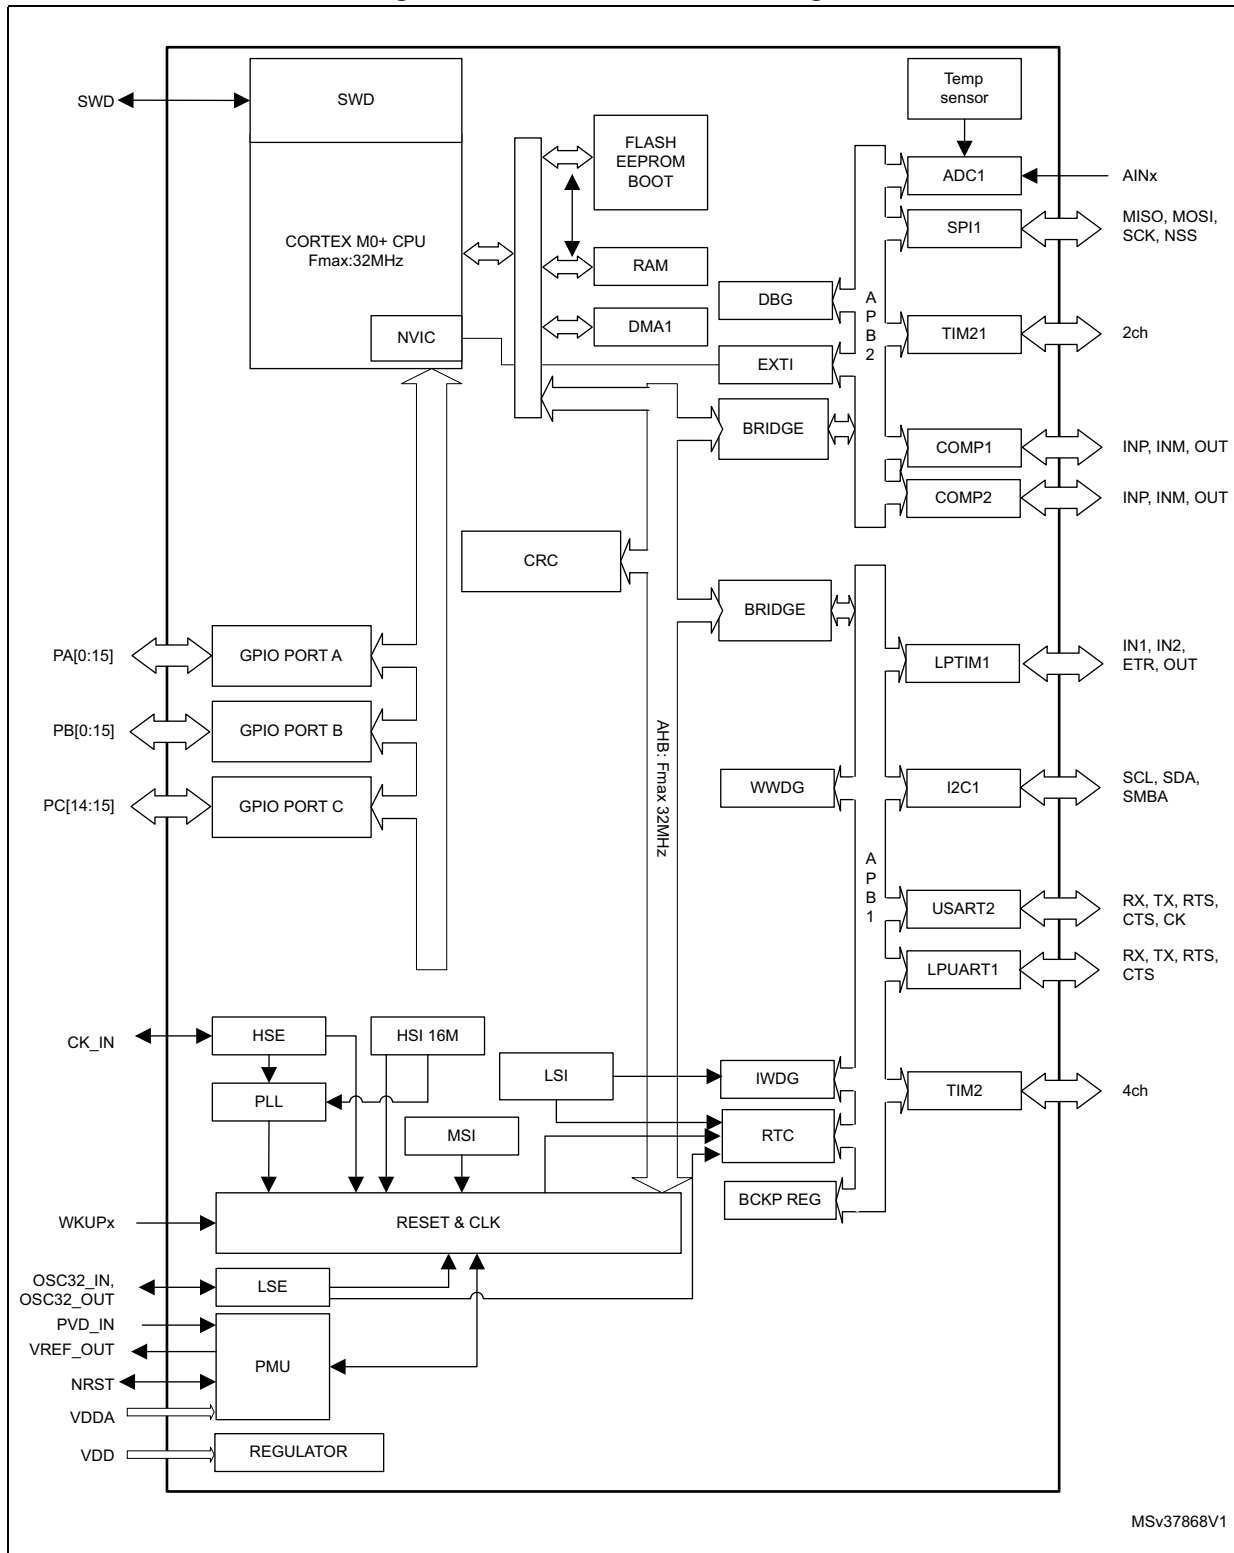 SWD
SWD
Temp
sensor
FLASH
EEPROM
BOOT
ADC1
AINx
SPI1
MISO, MOSI,
SCK, NSS
CORTEX M0+ CPU
Fmax:32MHz
RAM
DBG
A
P
B
2
DMA1
NVIC
TIM21
2ch
EXTI
BRIDGE
COMP1
INP, INM, OUT
COMP2
INP, INM, OUT
CRC
BRIDGE
PA[0:15]
GPIO PORT A
LPTIM1
IN1, IN2,
ETR, OUT
PB[0:15]
GPIO PORT B
AHB: Fmax 32MHz
PC[14:15]
GPIO PORT C
WWDG
I2C1
SCL, SDA,
SMBA
A
P
B
1
USART2
RX, TX, RTS,
CTS, CK
LPUART1
RX, TX, RTS,
CTS
CK_IN
HSE
HSI 16M
LSI
IWDG
TIM2
4ch
PLL
MSI
RTC
BCKP REG
WKUPx
RESET & CLK
OSC32_IN,
OSC32_OUT
LSE
PVD_IN
VREF_OUT
PMU
NRST
VDDA
VDD
REGULATOR
MSv37868V1